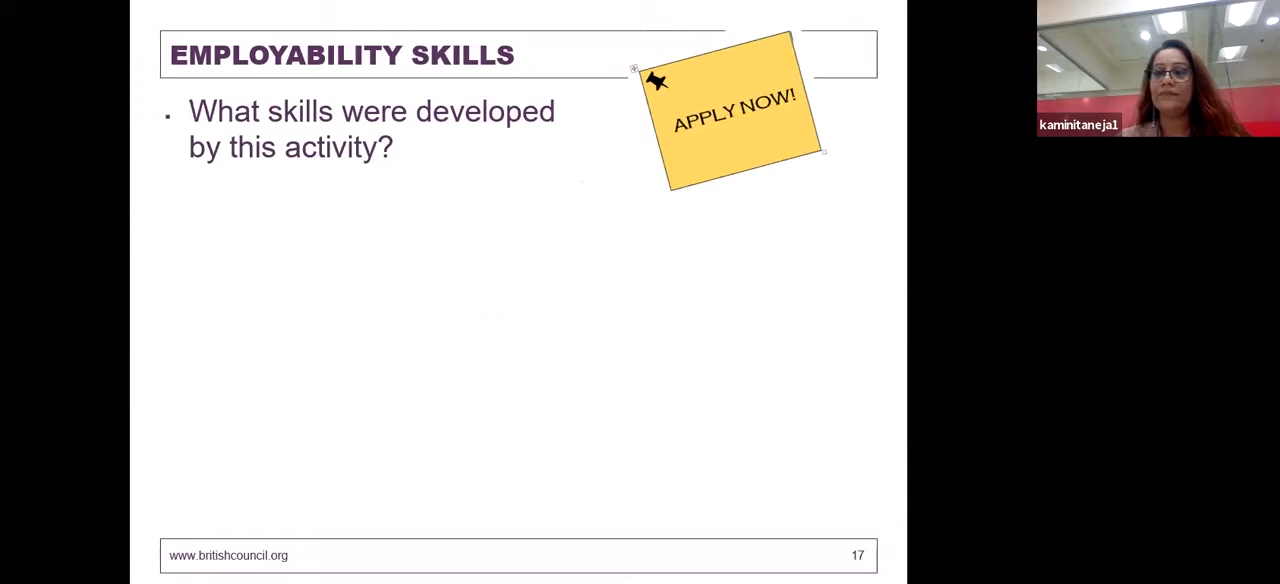 EMPLOYABILITY SKILLS
APPLY NOW!
▪ What skills were developed
by this activity?
kaminitaneja1
www.britishcouncil.org
17